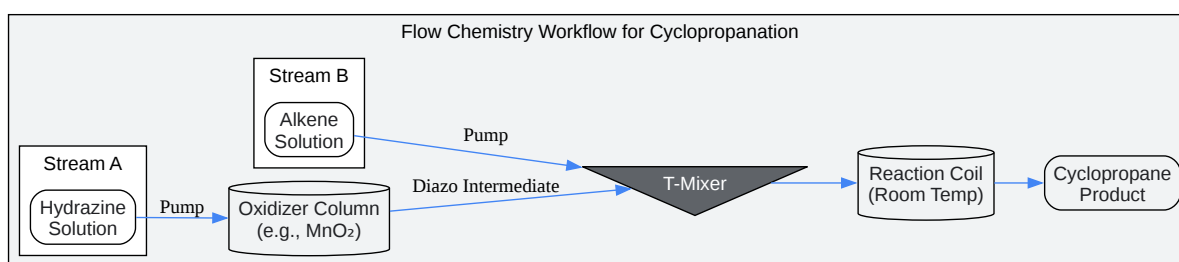 Flow Chemistry Workflow for Cyclopropanation
Stream B
Alkene
Solution
Pump
Stream A
Hydrazine
Solution
Pump
Oxidizer Column
(e.g., MnO₂)
Diazo Intermediate
T-Mixer
Reaction Coil
(Room Temp)
Cyclopropane
Product